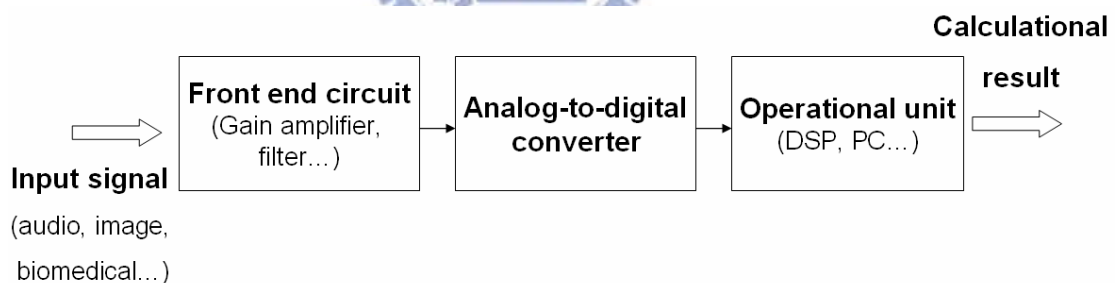 Calculational
result
Front end circuit
(Gain amplifier,
filter…)
Analog-to-digital
converter
Operational unit
(DSP, PC…)
Input signal
(audio, image,
biomedical…)